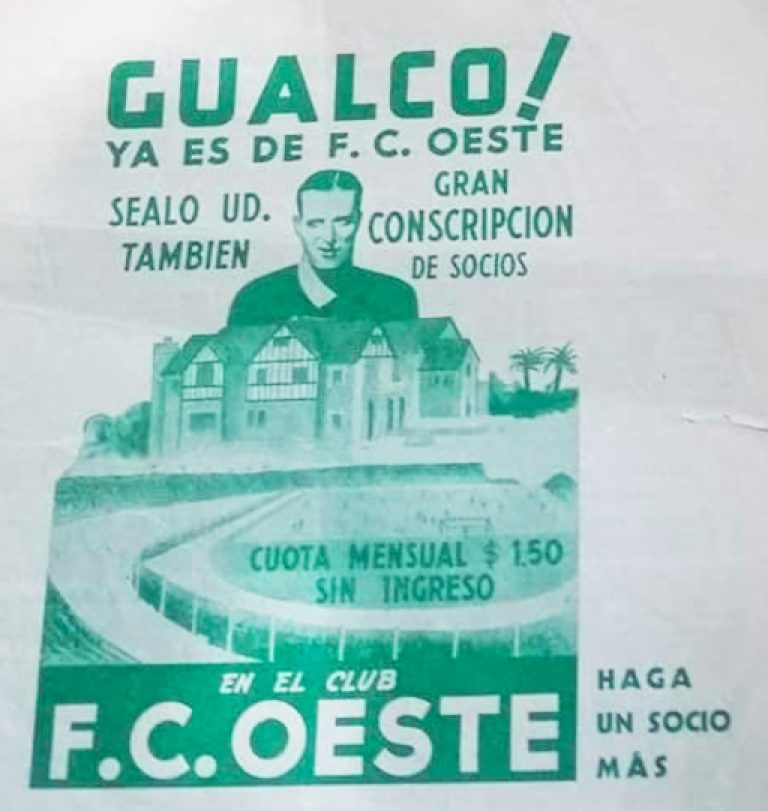 GUALCO!
YA ES DE F. C. OESTE
SEALO UD.
TAMBIEN
GRAN
CONSCRIPCION
DE SOCIOS
CUOTA MENSUAL $ 1.50
SIN INGRESO
EN EL CLUB
F.C.OESTE
HAGA
UN SOCIO
MÁS